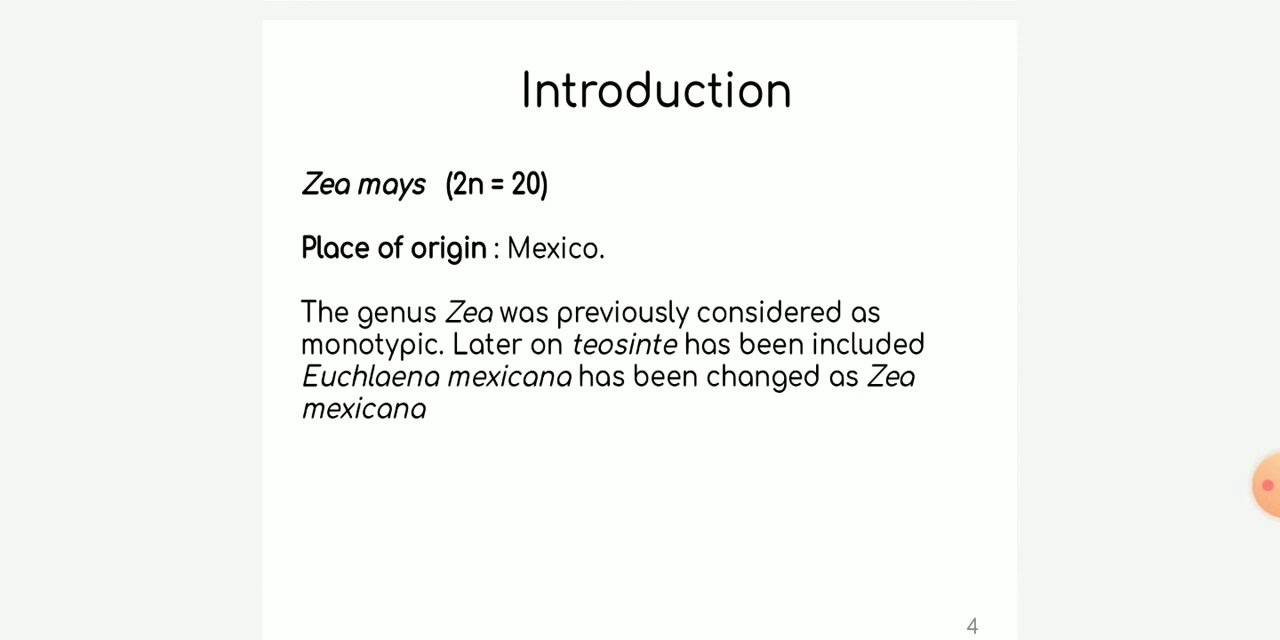 Introduction
Zea mays (2n = 20)
Place of origin : Mexico.
The genus Zea was previously considered as
monotypic. Later on teosinte has been included
Euchlaena mexicana has been changed as Zea
mexicana
4